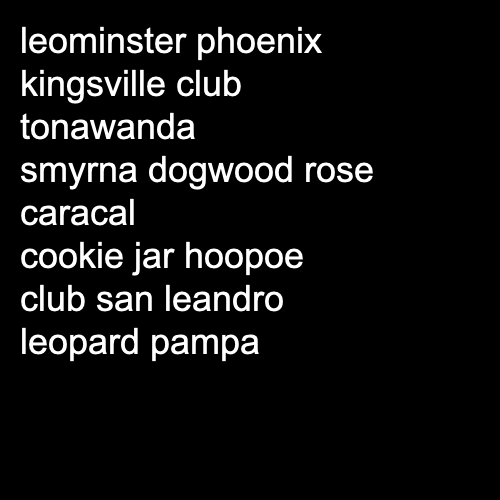 leominster phoenix
kingsville club
tonawanda
smyrna dogwood rose
caracal
cookie jar hoopoe
club san leandro
leopard pampa